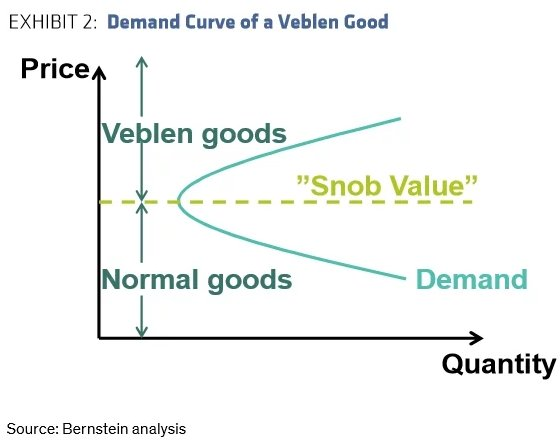 EXHIBIT 2: Demand Curve of a Veblen Good
Price
Veblen goods
”Snob Value”
Normal goods
Demand
Quantity
Source: Bernstein analysis